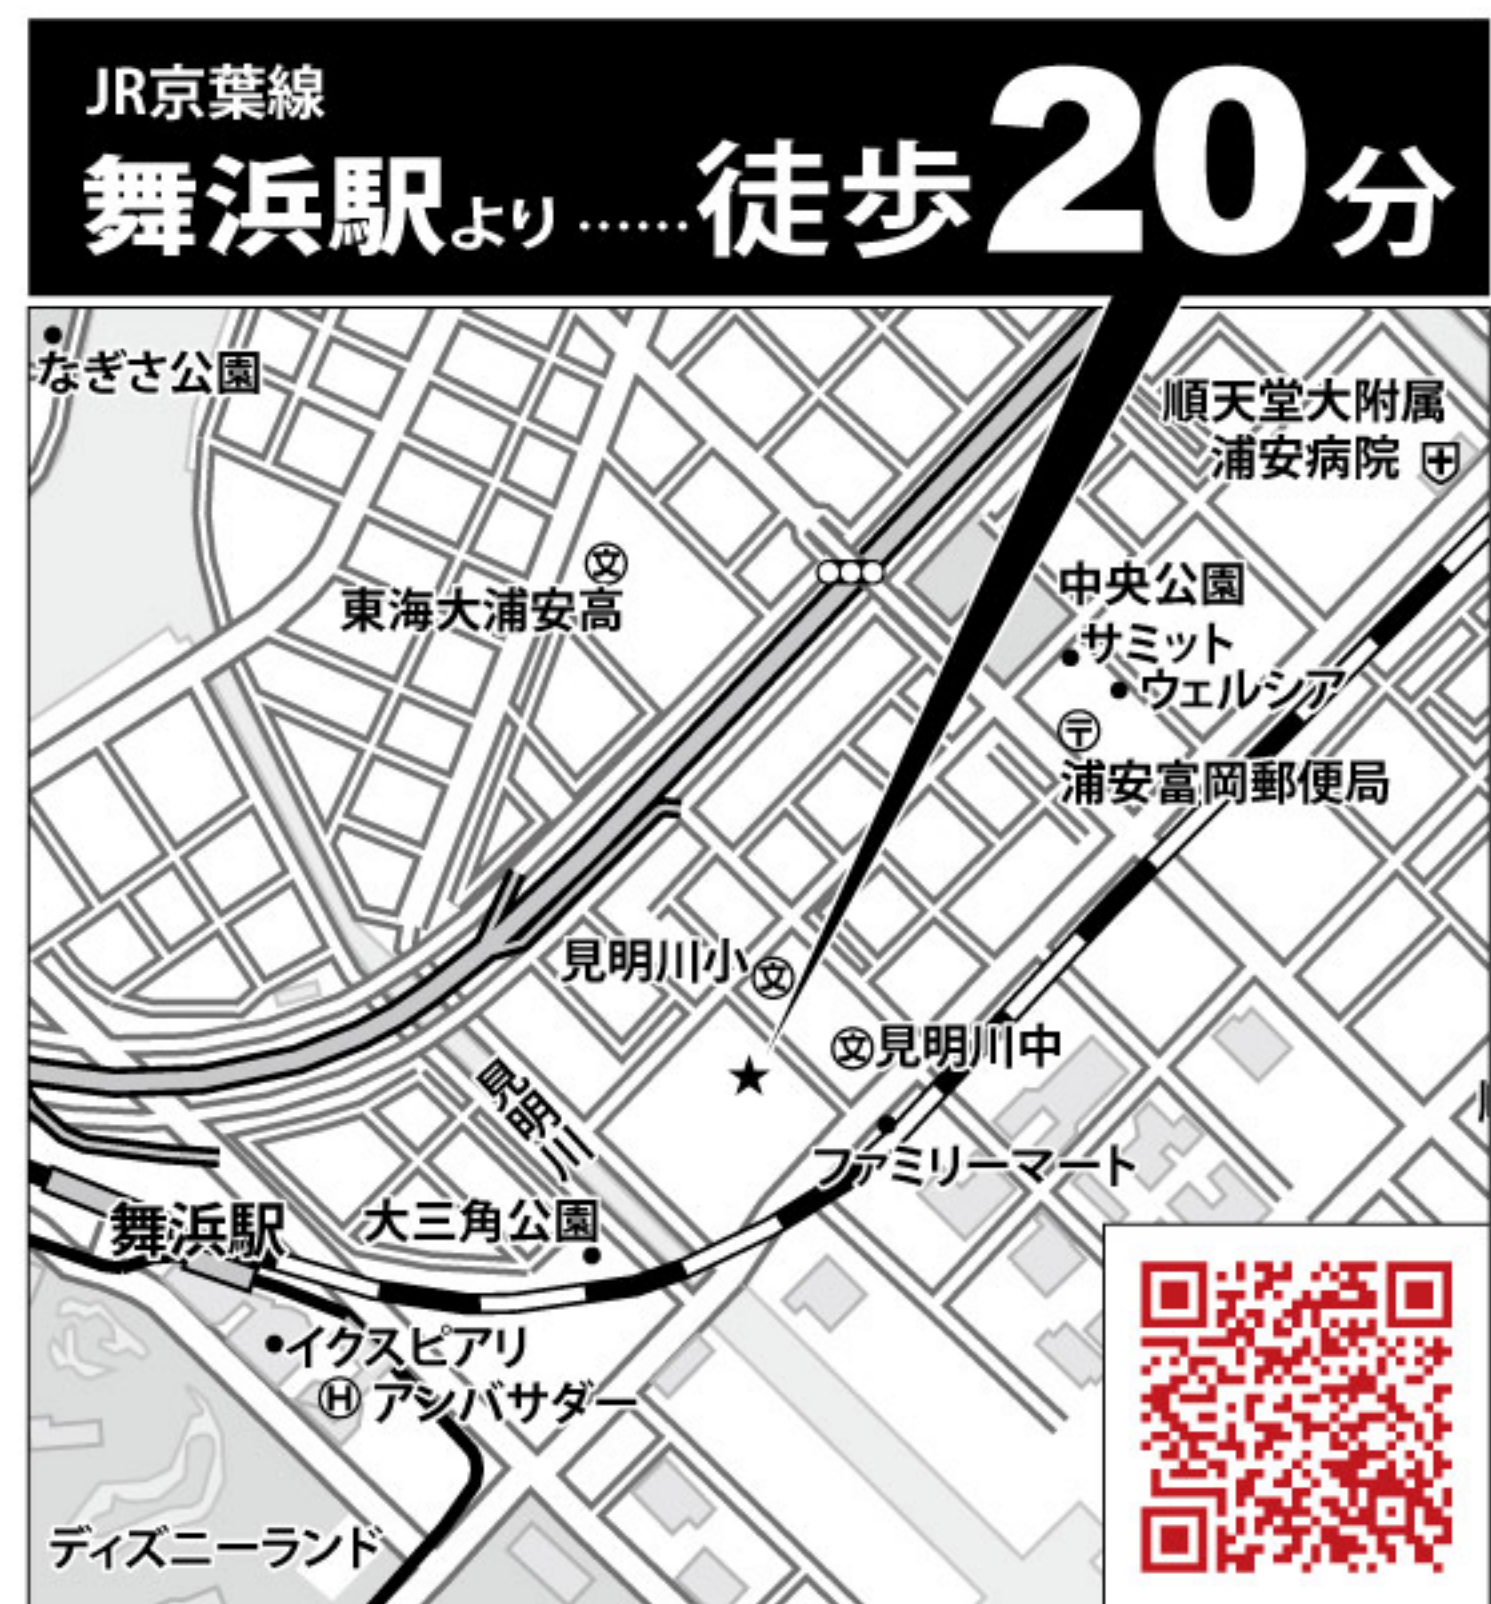 JR京葉線
舞浜駅より……徒歩20分
なぎさ公園
順天堂大附属
浦安病院
文
東海大浦安高
中央公園
サミット
ウェルシア
〒
浦安富岡郵便局
見明川小
文
文見明川中
見明川
ファミリーマート
舞浜駅
大三角公園
イクスピアリ
H アンバサダー
ディズニーランド